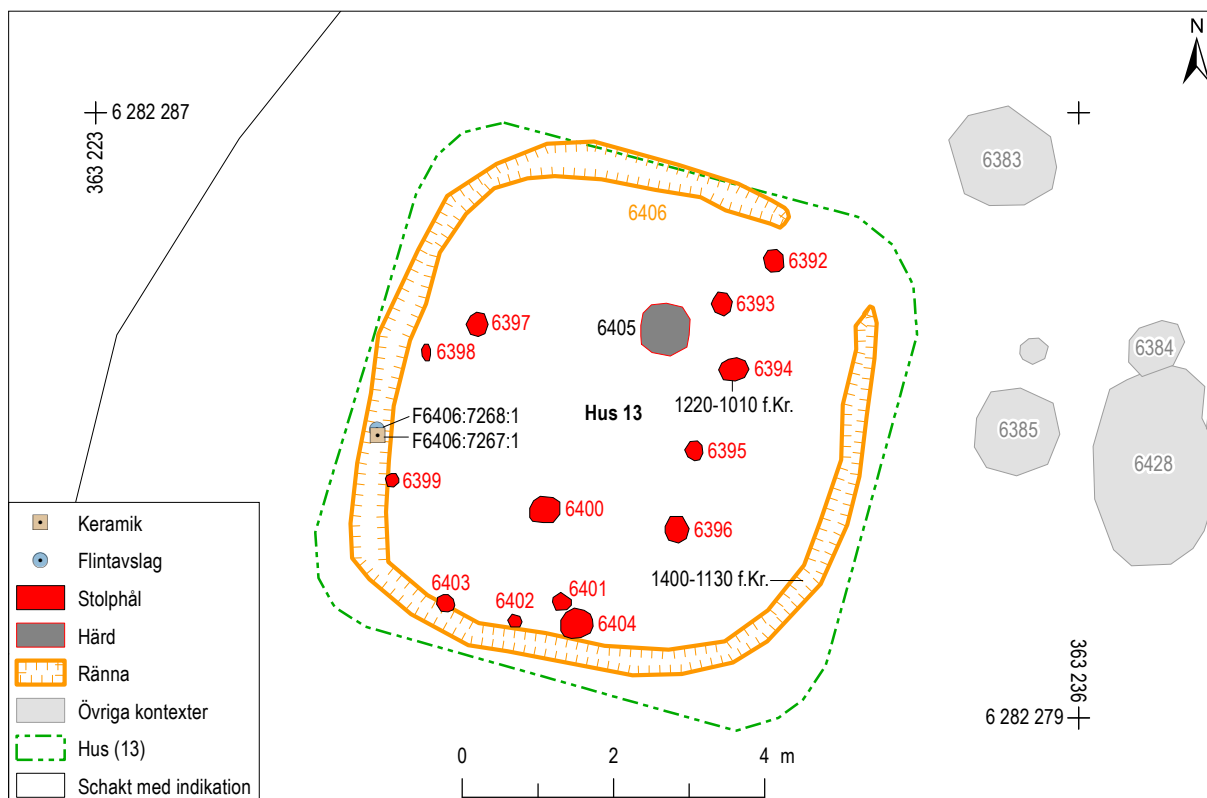 N
6 282 287
363 223
6383
6406
6392
6393
6405
6397
6398
6394
1220-1010 f.Kr.
6384
Hus 13
F6406:7268:1
F6406:7267:1
6385
6395
6428
6399
6400
6396
1400-1130 f.Kr.
6403
6402
6401
6404
363 236
6 282 279
Keramik
Flintavslag
Stolphål
Härd
Ränna
Övriga kontexter
Hus (13)
Schakt med indikation
0 2 4 m